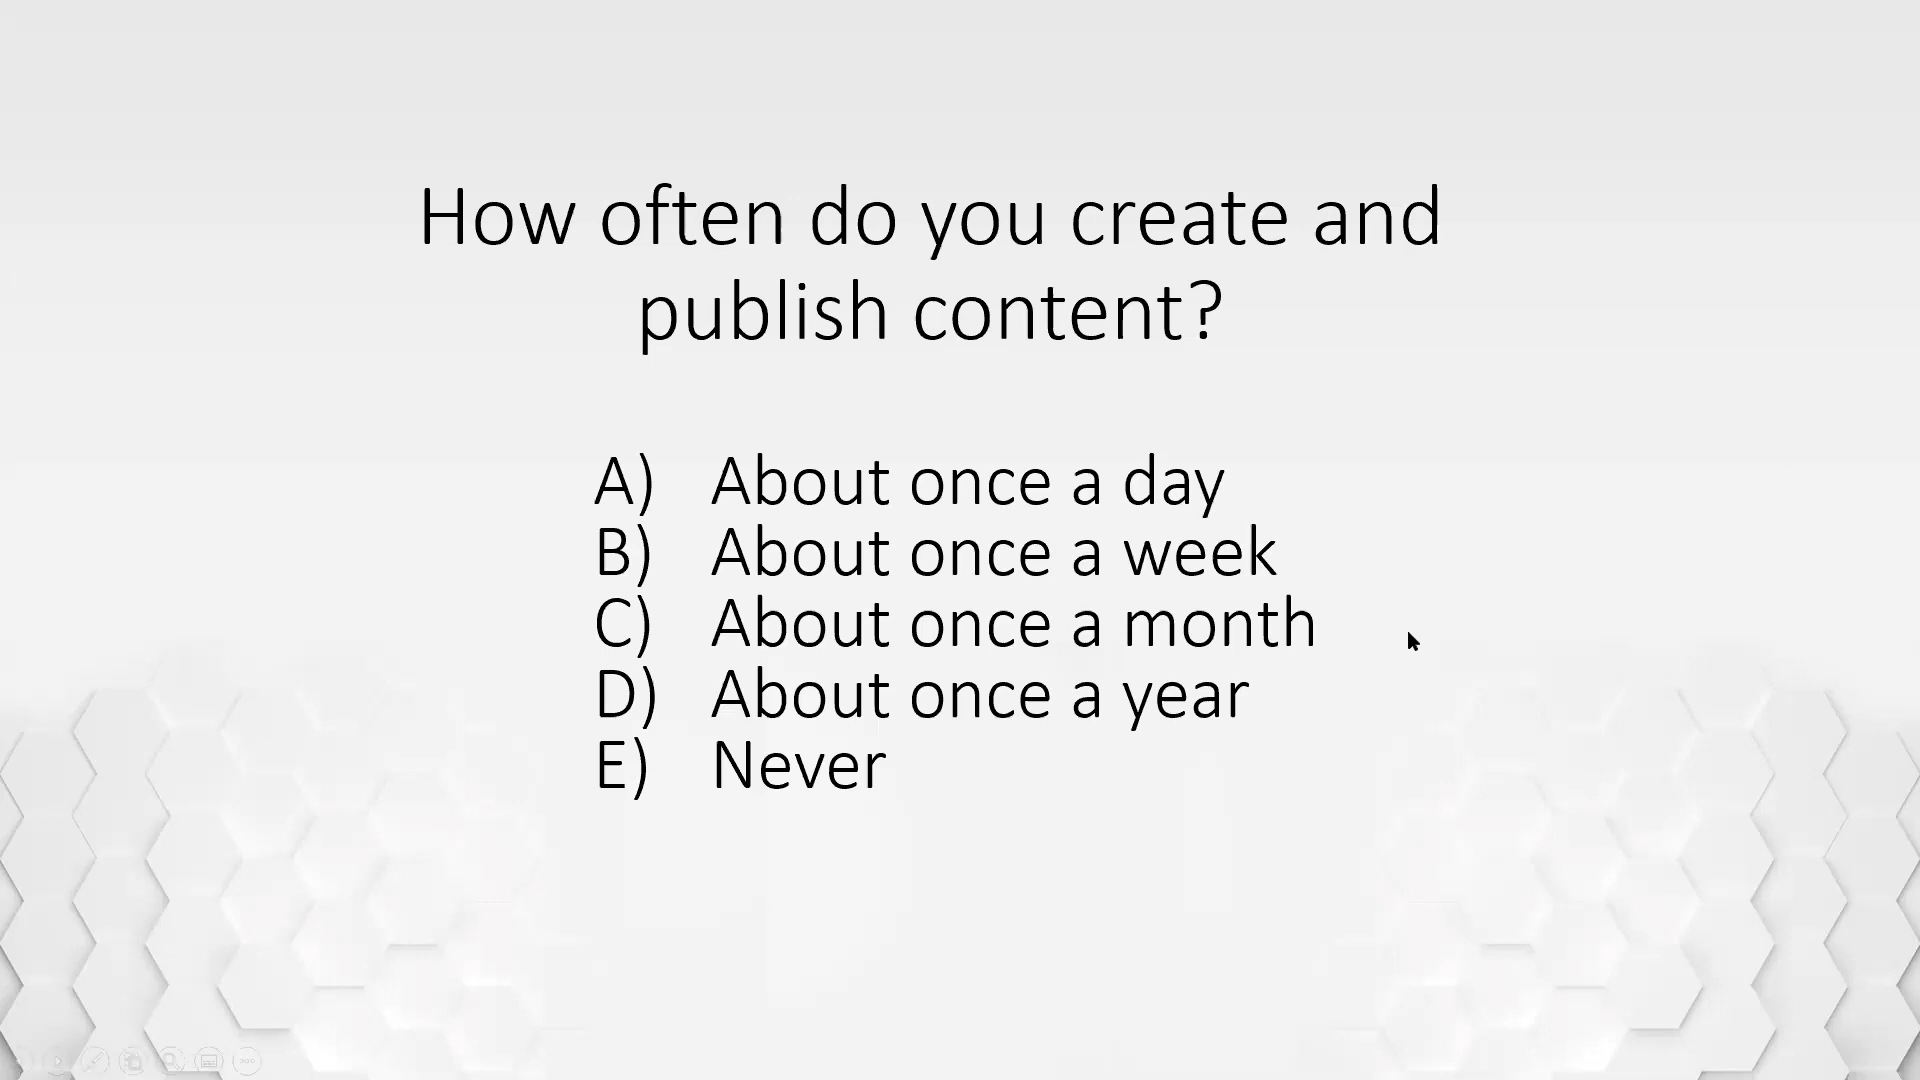 How often do you create and
publish content?
A) About once a day
B) About once a week
C) About once a month
D) About once a year
E) Never